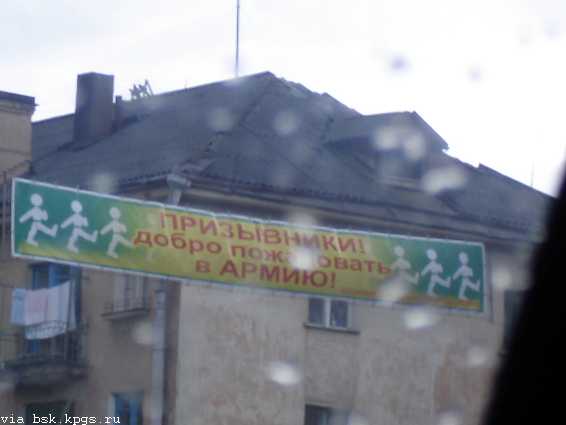 ПРИЗЫВНИКИ!
добро пожаловать
в АРМИЮ!
via bsk.kpgs.ru